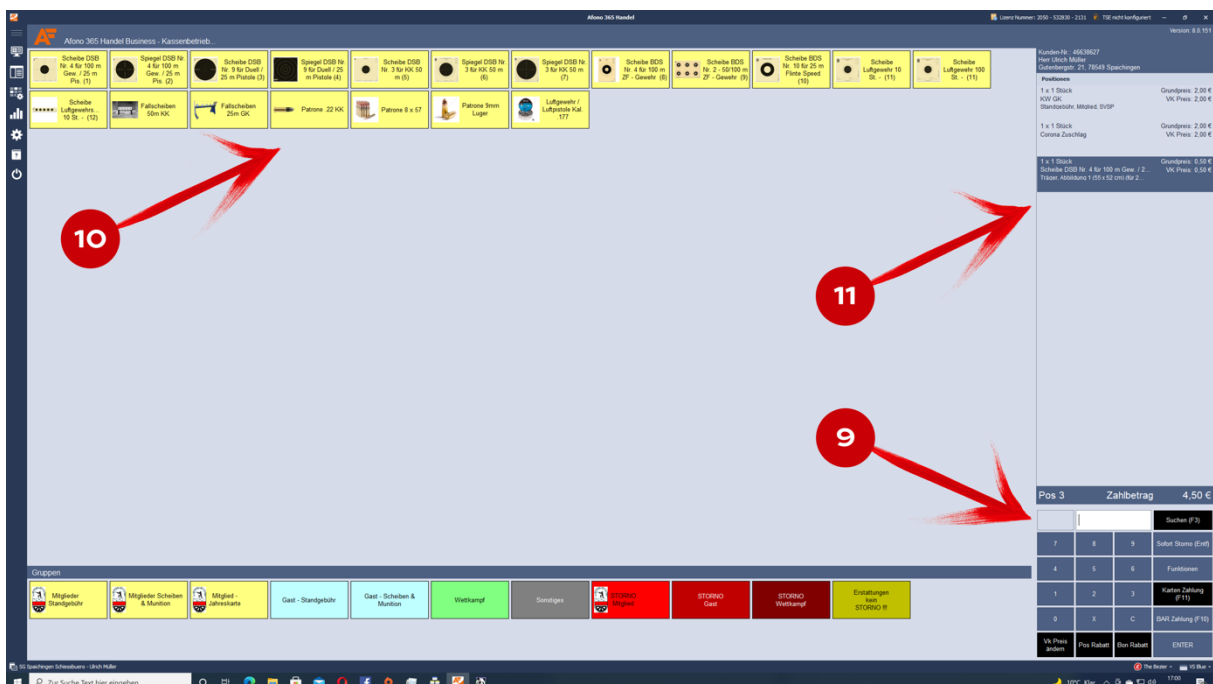 Afono 365 Handel
Lizenz Nummer: 2050 - 532838 - 2131
TSE nicht konfiguriert
AF
Afono 365 Handel Business - Kassenbetrieb...
Version: 8.0.151
Scheibe DSB
Nr. 4 für 100 m
Gew. / 25 m
Pis. (1)
Spiegel DSB Nr.
4 für 100 m
Gew. / 25 m
Pis. (2)
Scheibe DSB
Nr. 9 für Duell /
25 m Pistole (3)
Spiegel DSB Nr.
9 für Duell / 25
m Pistole (4)
Scheibe DSB
Nr. 3 für KK 50
m (5)
Spiegel DSB Nr.
3 für KK 50 m
(6)
Spiegel DSB Nr.
3 für KK 50 m
(7)
Scheibe BDS
Nr. 4 für 100 m
ZF - Gewehr (8)
Scheibe BDS
Nr. 2 - 50/100 m
ZF - Gewehr (9)
Scheibe BDS
Nr. 10 für 25 m
Flinte Speed
(10)
Scheibe
Luftgewehr 10
St. - (11)
Scheibe
Luftgewehr 100
St. - (11)
Scheibe
Luftgewehrs...
10 St. - (12)
Fallscheiben
50m KK
Fallscheiben
25m GK
Patrone .22 KK
Patrone 8 x 57
Patrone 9mm
Luger
Luftgewehr /
Luftpistole Kal.
.177
Kunden-Nr.: 46638627
Herr Ulrich Müller
Gutenbergstr. 21, 78549 Spaichingen
Positionen
1 x 1 Stück Grundpreis: 2,00 €
KW GK VK Preis: 2,00 €
Standgebühr, Mitglied, SVSP
1 x 1 Stück Grundpreis: 2,00 €
Corona Zuschlag VK Preis: 2,00 €
1 x 1 Stück Grundpreis: 0,50 €
Scheibe DSB Nr. 4 für 100 m Gew. / 2... VK Preis: 0,50 €
Träger, Abbildung 1 (55 x 52 cm) (für 2...
10
11
9
Pos 3 Zahlbetrag 4,50 €
Suchen (F3)
7 8 9 Sofort Storno (Entf)
4 5 6 Funktionen
1 2 3 Karten Zahlung
(F11)
0 X C BAR Zahlung (F10)
Vk Preis
ändern
Pos Rabatt
Bon Rabatt
ENTER
Gruppen
Mitglieder
Standgebühr
Mitglieder Scheiben
& Munition
Mitglied -
Jahreskarte
Gast - Standgebühr
Gast - Scheiben &
Munition
Wettkampf
Sonstiges
STORNO
Mitglied
STORNO
Gast
STORNO
Wettkampf
Erstattungen
kein
STORNO !!!
SG Spaichingen Schiessbuero - Ulrich Müller
The Bezier
VS Blue
Zur Suche Text hier eingeben
10°C Klar
17:00